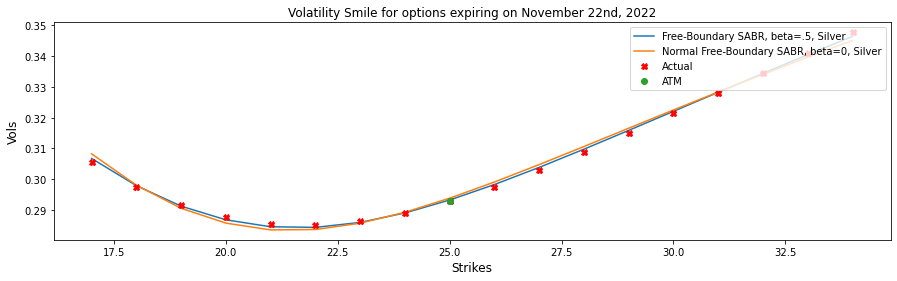 Volatility Smile for options expiring on November 22nd, 2022
0.35
0.34
0.33
0.32
0.31
0.30
0.29
Vols
Free-Boundary SABR, beta=.5, Silver
Normal Free-Boundary SABR, beta=0, Silver
Actual
ATM
17.5
20.0
22.5
25.0
27.5
30.0
32.5
Strikes